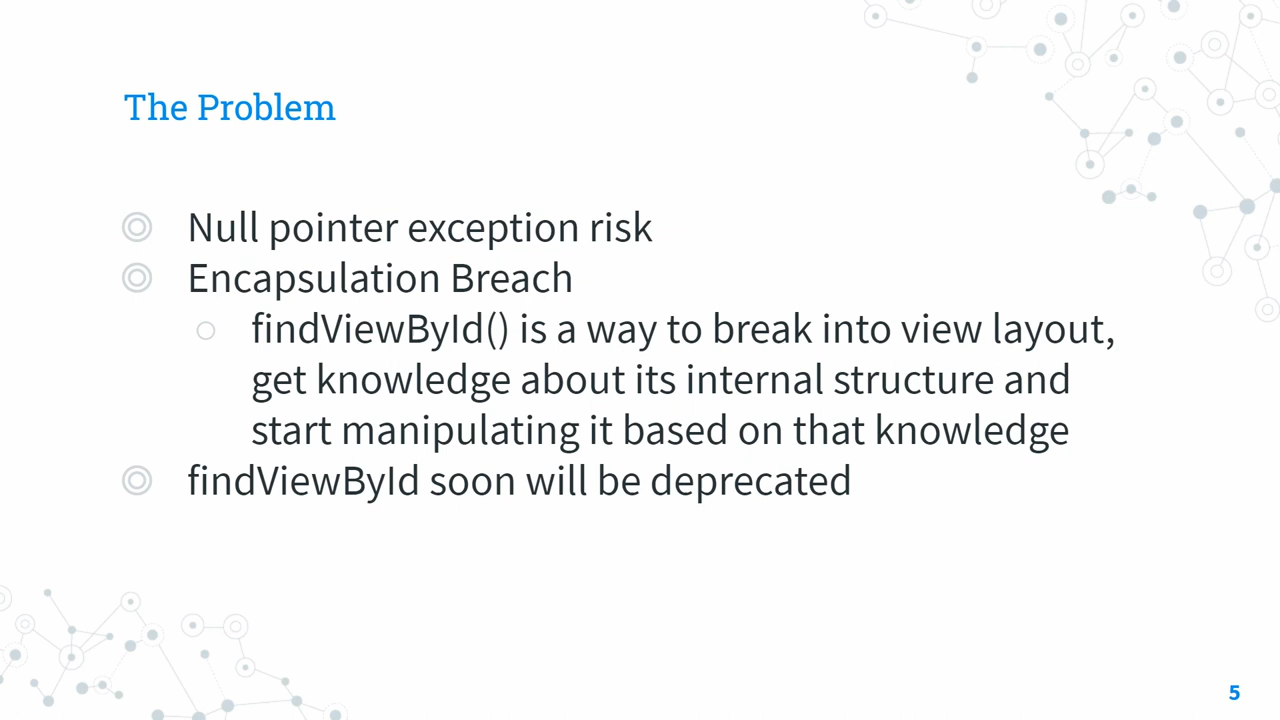 The Problem
Null pointer exception risk
Encapsulation Breach
findViewById() is a way to break into view layout,
get knowledge about its internal structure and
start manipulating it based on that knowledge
findViewById soon will be deprecated
5